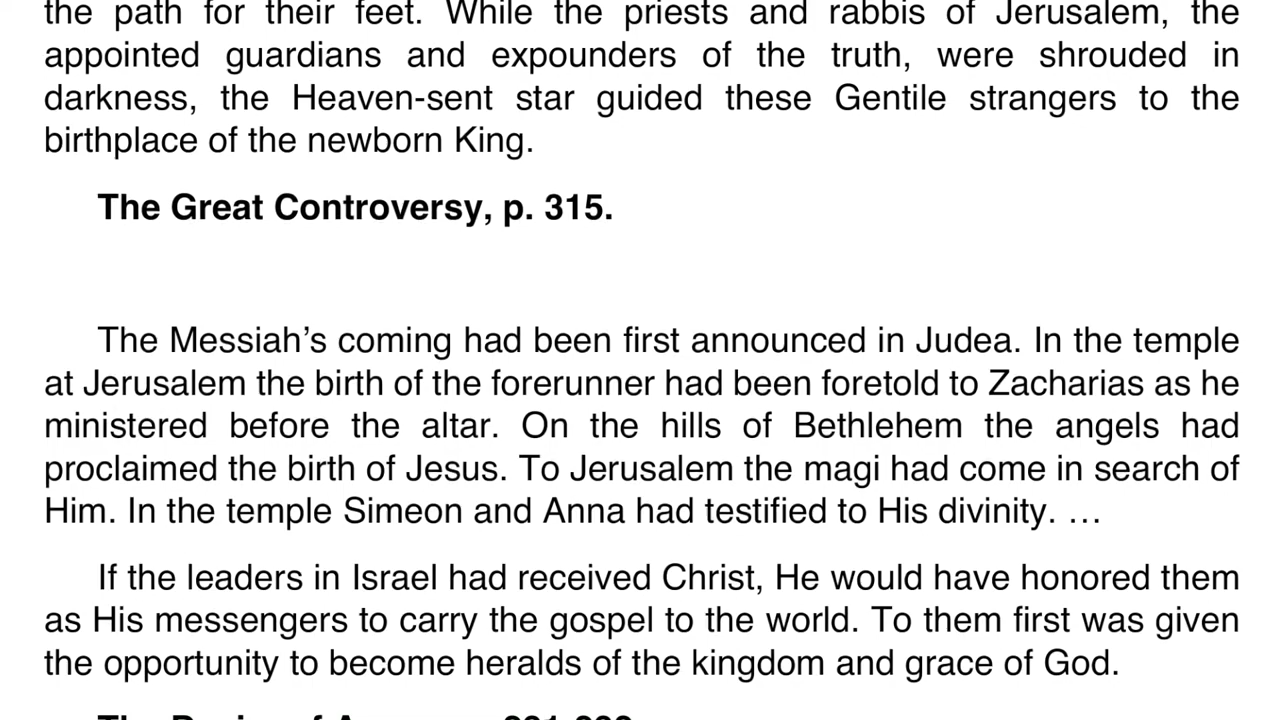 the path for their feet. While the priests and rabbis of Jerusalem, the
appointed guardians and expounders of the truth, were shrouded in
darkness, the Heaven-sent star guided these Gentile strangers to the
birthplace of the newborn King.
The Great Controversy, p. 315.
The Messiah’s coming had been first announced in Judea. In the temple
at Jerusalem the birth of the forerunner had been foretold to Zacharias as he
ministered before the altar. On the hills of Bethlehem the angels had
proclaimed the birth of Jesus. To Jerusalem the magi had come in search of
Him. In the temple Simeon and Anna had testified to His divinity. …
If the leaders in Israel had received Christ, He would have honored them
as His messengers to carry the gospel to the world. To them first was given
the opportunity to become heralds of the kingdom and grace of God.